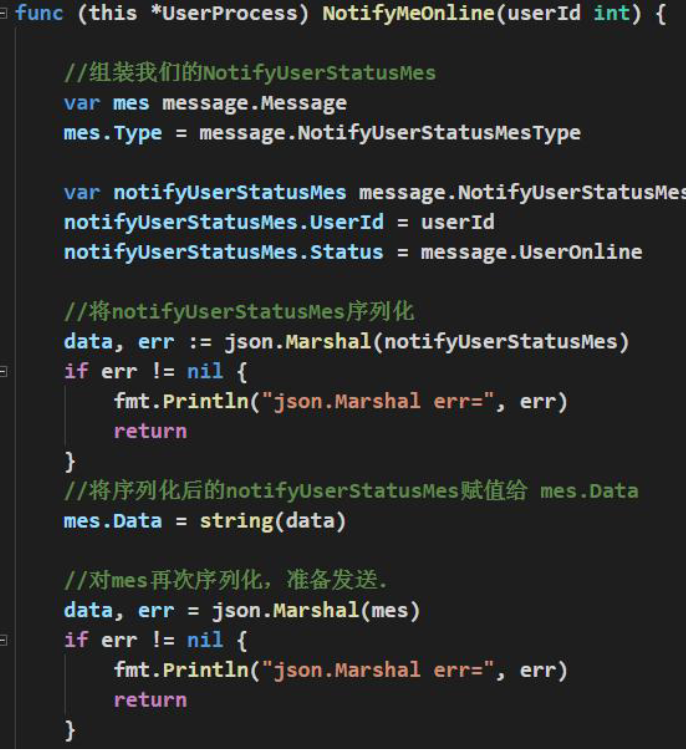 func (this *UserProcess) NotifyMeOnline(userId int) {
//组装我们的NotifyUserStatusMes
var mes message.Message
mes.Type = message.NotifyUserStatusMesType
var notifyUserStatusMes message.NotifyUserStatusMes
notifyUserStatusMes.UserId = userId
notifyUserStatusMes.Status = message.UserOnline
//将notifyUserStatusMes序列化
data, err := json.Marshal(notifyUserStatusMes)
if err != nil {
fmt.Println("json.Marshal err=", err)
return
}
//将序列化后的notifyUserStatusMes赋值给 mes.Data
mes.Data = string(data)
//对mes再次序列化，准备发送.
data, err = json.Marshal(mes)
if err != nil {
fmt.Println("json.Marshal err=", err)
return
}